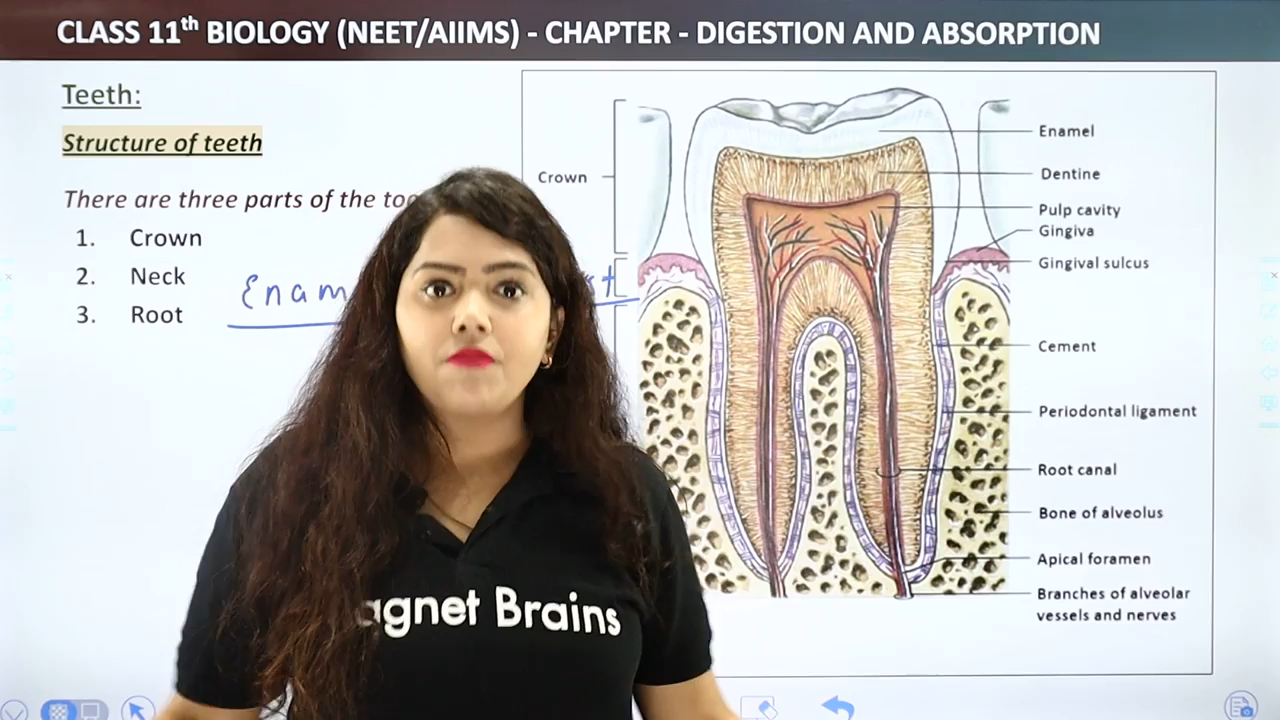 CLASS 11th BIOLOGY (NEET/AIIMS) - CHAPTER - DIGESTION AND ABSORPTION
Teeth:
Structure of teeth
There are three parts of the
1. Crown
2. Neck
3. Root
Crown
Enamel
Dentine
Pulp cavity
Gingiva
Gingival sulcus
Cement
Periodontal ligament
Root canal
Bone of alveolus
Apical foramen
Branches of alveolar
vessels and nerves
agnet Brains